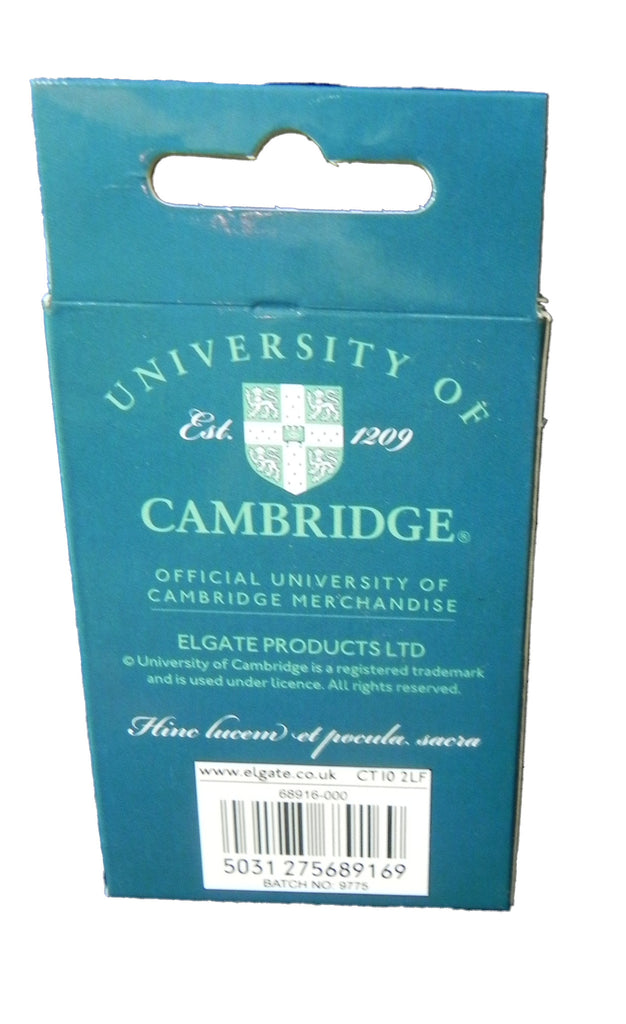 UNIVERSITY OF
Est. 1209
CAMBRIDGE®
OFFICIAL UNIVERSITY OF
CAMBRIDGE MERCHANDISE
ELGATE PRODUCTS LTD
© University of Cambridge is a registered trademark
and is used under licence. All rights reserved.
Hinc lucem et pocula sacra
www.elgate.co.uk CT10 2LF
68916-000
5031 275689169
BATCH NO: 9775